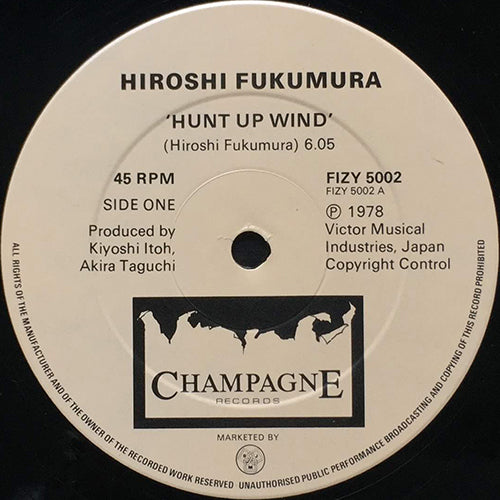 HIROSHI FUKUMURA
'HUNT UP WIND'
(Hiroshi Fukumura) 6.05
45 RPM
SIDE ONE
Produced by
Kiyoshi Itoh,
Akira Taguchi
FIZY 5002
FIZY 5002 A
℗ 1978
Victor Musical
Industries, Japan
Copyright Control
CHAMPAGNE
RECORDS
MARKETED BY
ALL RIGHTS OF THE MANUFACTURER AND OF THE OWNER OF THE RECORDED WORK RESERVED UNAUTHORISED PUBLIC PERFORMANCE BROADCASTING AND COPYING OF THIS RECORD PROHIBITED